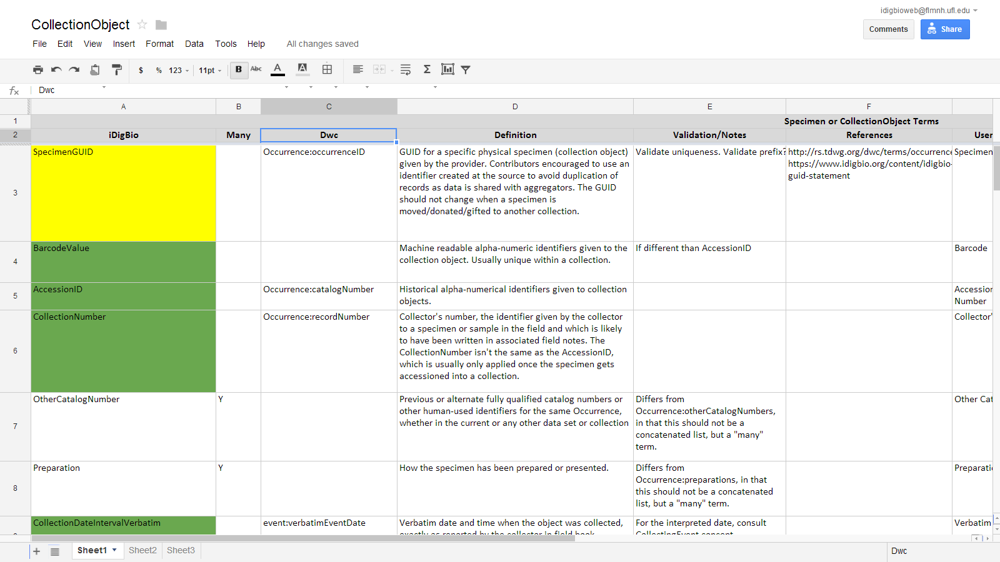 idigbioweb@flmnh.ufl.edu
CollectionObject
Comments
Share
File Edit View Insert Format Data Tools Help All changes saved
$ % 123 11pt B Abc A A Σ
fx Dwc
A B C D E F
1 Specimen or CollectionObject Terms
2 iDigBio Many Dwc Definition Validation/Notes References User
3
SpecimenGUID
Occurrence:occurrenceID
GUID for a specific physical specimen (collection object)
given by the provider. Contributors encouraged to use an
identifier created at the source to avoid duplication of
records as data is shared with aggregators. The GUID
should not change when a specimen is
moved/donated/gifted to another collection.
Validate uniqueness. Validate prefix?
http://rs.tdwg.org/dwc/terms/occurrence
https://www.idigbio.org/content/idigbio-
guid-statement
Specimen
4
BarcodeValue
Machine readable alpha-numeric identifiers given to the
collection object. Usually unique within a collection.
If different than AccessionID
Barcode
5
AccessionID
Occurrence:catalogNumber
Historical alpha-numerical identifiers given to collection
objects.
Accession
Number
6
CollectionNumber
Occurrence:recordNumber
Collector's number, the identifier given by the collector
to a specimen or sample in the field and which is likely
to have been written in associated field notes. The
CollectionNumber isn't the same as the AccessionID,
which is usually only applied once the specimen gets
accessioned into a collection.
Collector'
7
OtherCatalogNumber
Y
Previous or alternate fully qualified catalog numbers or
other human-used identifiers for the same Occurrence,
whether in the current or any other data set or collection
Differs from
Occurrence:otherCatalogNumbers,
in that this should not be a
concatenated list, but a "many"
term.
Other Cat
8
Preparation
Y
How the specimen has been prepared or presented.
Differs from
Occurrence:preparations, in that
this should not be a concatenated
list, but a "many" term.
Preparati
CollectionDateIntervalVerbatim
event:verbatimEventDate
Verbatim date and time when the object was collected,
exactly as reported by the collector in field book
For the interpreted date, consult
CollectingEvent concept
Verbatim
Sheet1 Sheet2 Sheet3
Dwc